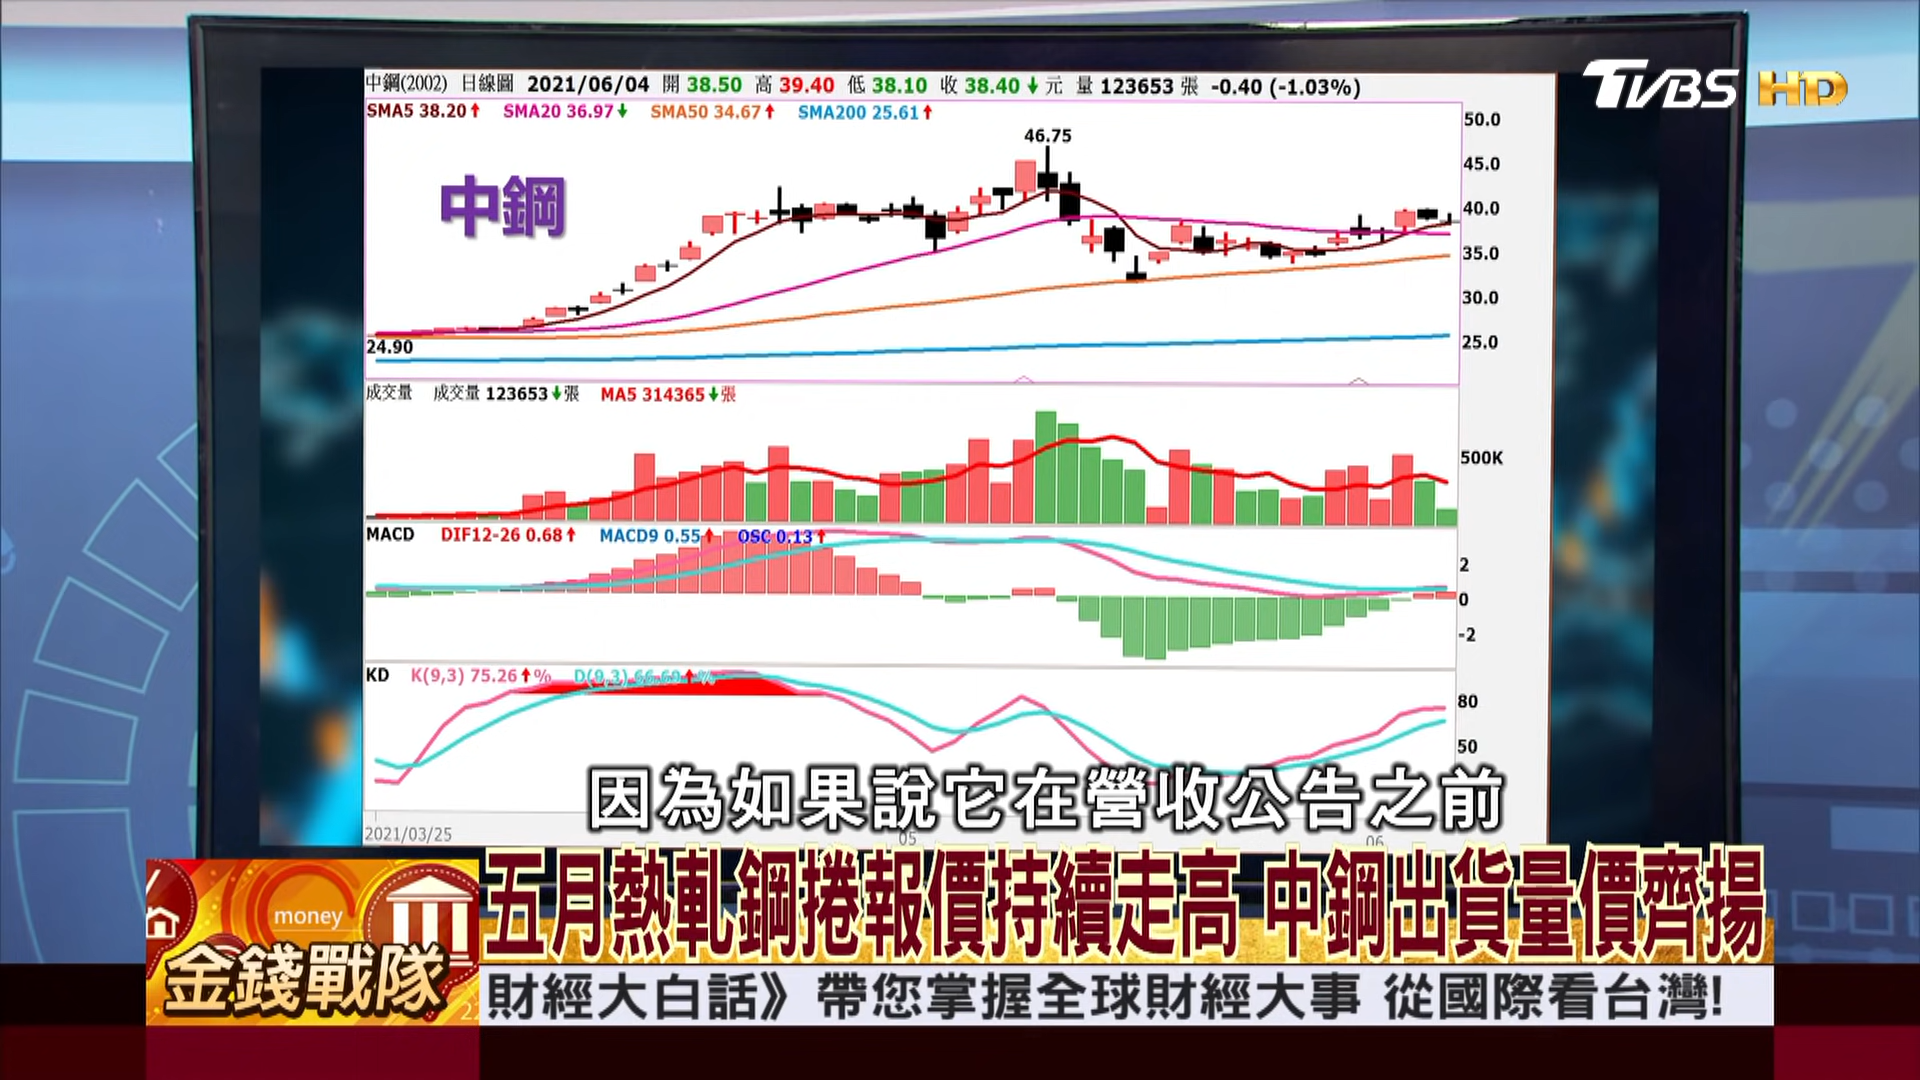 TVBS HD
中鋼(2002) 日線圖 2021/06/04 開 38.50 高 39.40 低 38.10 收 38.40↓元 量 123653 張 -0.40 (-1.03%)
SMA5 38.20↑ SMA20 36.97↓ SMA50 34.67↑ SMA200 25.61↑
50.0
46.75
45.0
中鋼
40.0
35.0
30.0
24.90
25.0
成交量 成交量 123653↓張 MA5 314365↓張
500K
MACD DIF12-26 0.68↑ MACD9 0.55↑ OSC 0.13↑
2
0
-2
KD K(9,3) 75.26↑% D(9,3) 66.69↑%
80
50
因為如果說它在營收公告之前
2021/03/25 05 06
五月熱軋鋼捲報價持續走高 中鋼出貨量價齊揚
money
金錢戰隊
財經大白話》帶您掌握全球財經大事 從國際看台灣!